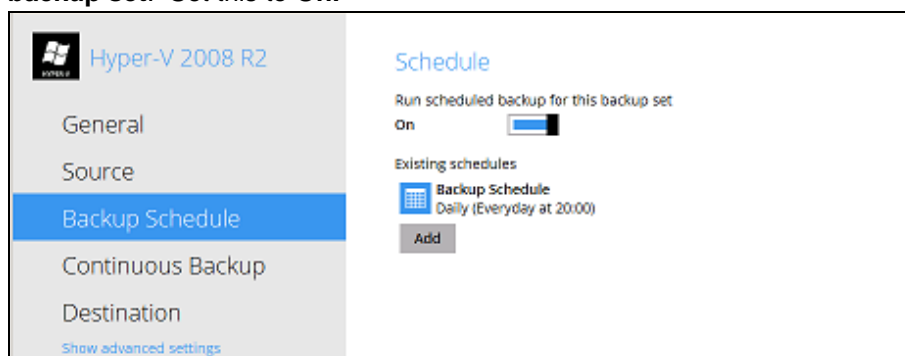 backup set. Set this to On.
Hyper-V 2008 R2
General
Source
Backup Schedule
Continuous Backup
Destination
Show advanced settings
Schedule
Run scheduled backup for this backup set
On
Existing schedules
Backup Schedule
Daily (Everyday at 20:00)
Add